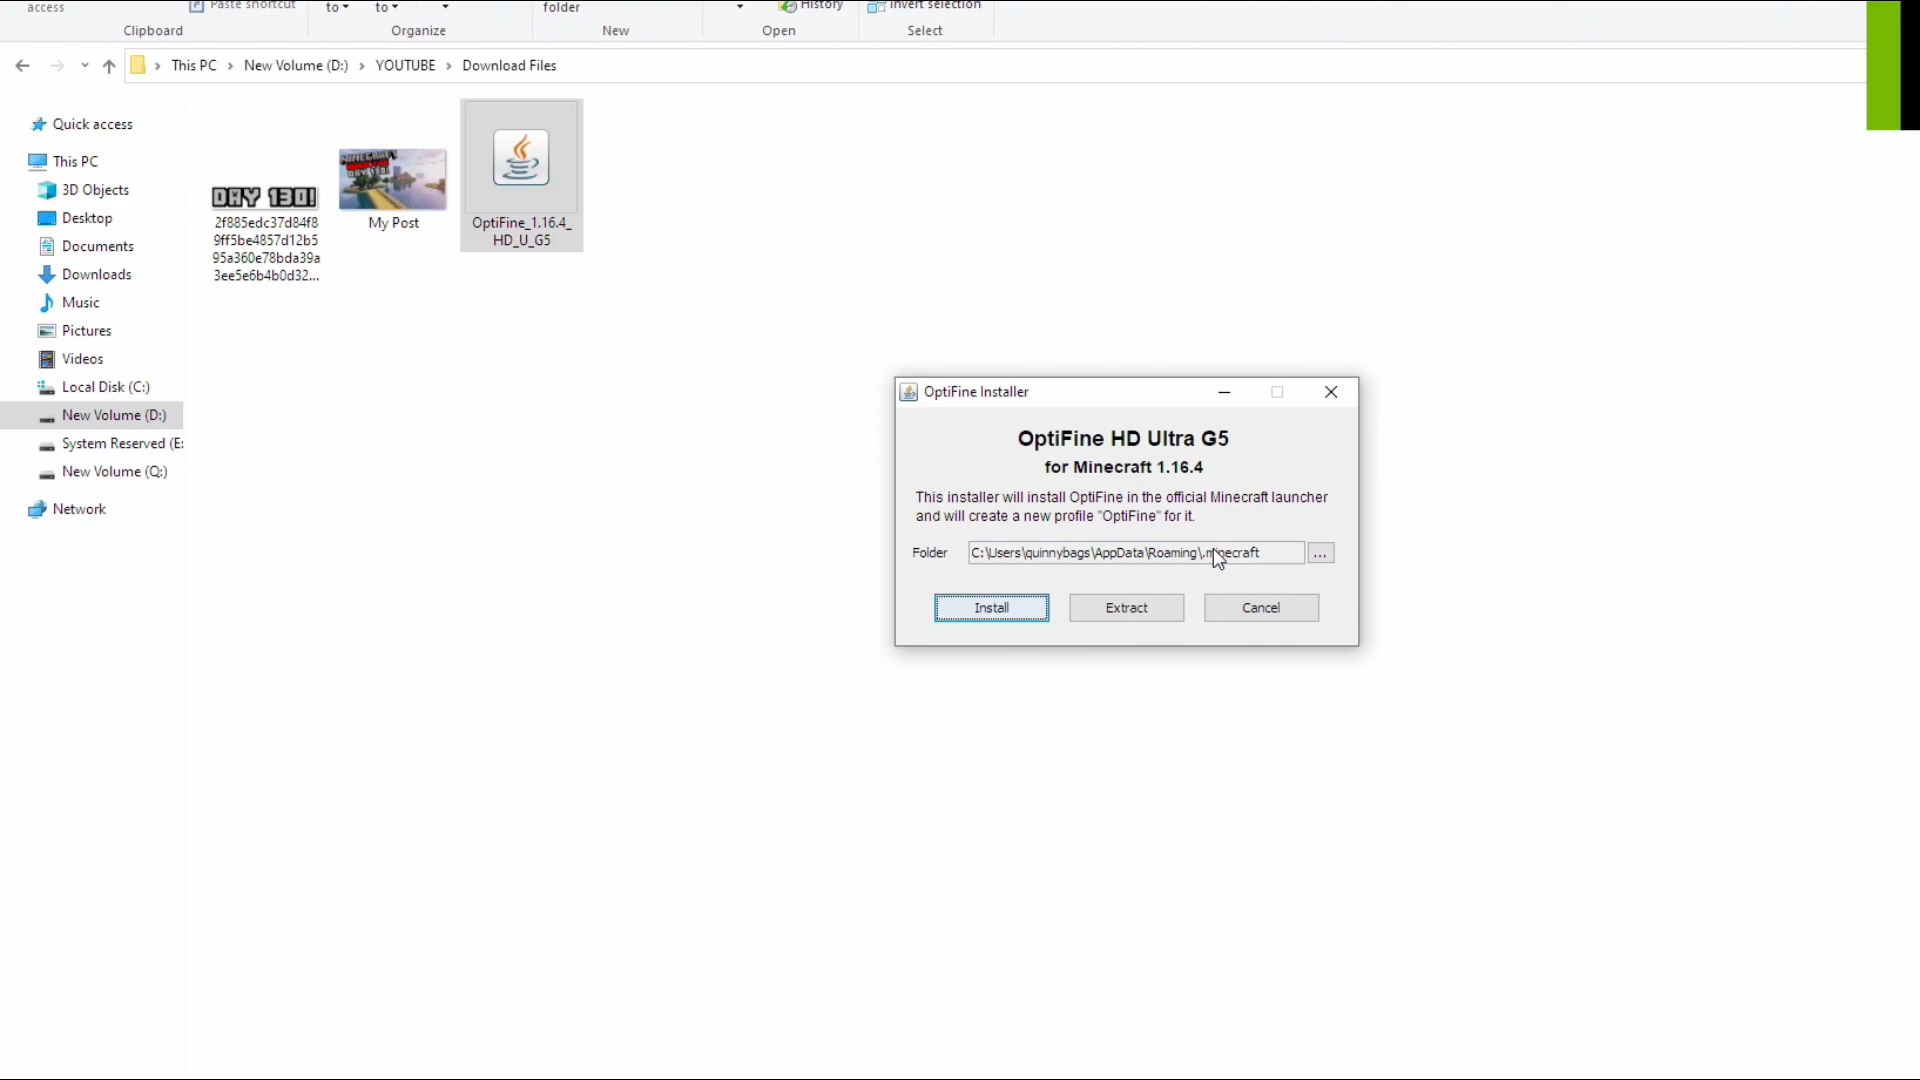 access
Paste shortcut
to
to
folder
History
Invert selection
Clipboard
Organize
New
Open
Select
This PC > New Volume (D:) > YOUTUBE > Download Files
Quick access
This PC
3D Objects
Desktop
Documents
Downloads
Music
Pictures
Videos
Local Disk (C:)
New Volume (D:)
System Reserved (E:
New Volume (Q:)
Network
DAY 130!
2f885edc37d84f8
9ff5be4857d12b5
95a360e78bda39a
3ee5e6b4b0d32...
MINECRAFT
DAY 130!
My Post
OptiFine_1.16.4_
HD_U_G5
OptiFine Installer
OptiFine HD Ultra G5
for Minecraft 1.16.4
This installer will install OptiFine in the official Minecraft launcher
and will create a new profile "OptiFine" for it.
Folder
C:\Users\quinnybags\AppData\Roaming\.minecraft
...
Install
Extract
Cancel